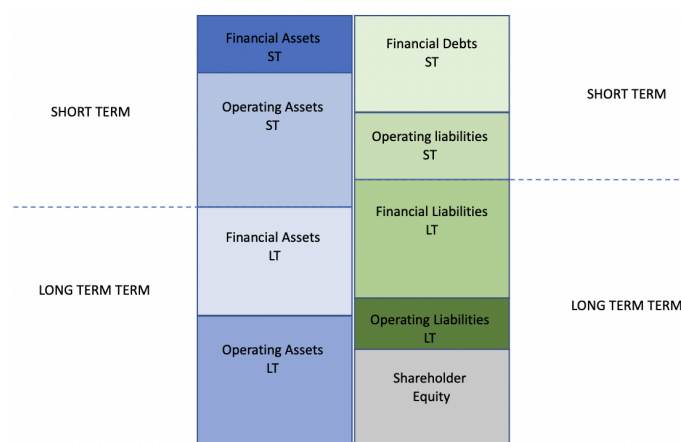 Financial Assets
ST
Financial Debts
ST
SHORT TERM
SHORT TERM
Operating Assets
ST
Operating liabilities
ST
Financial Liabilities
LT
Financial Assets
LT
LONG TERM TERM
LONG TERM TERM
Operating Liabilities
LT
Operating Assets
LT
Shareholder
Equity